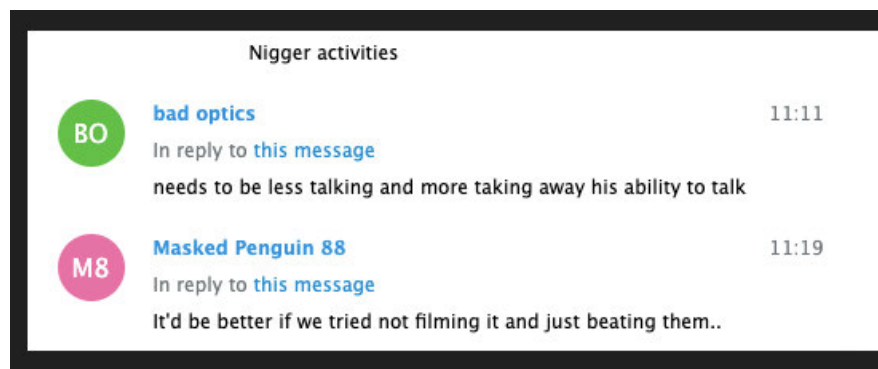 Nigger activities
BO
bad optics 11:11
In reply to this message
needs to be less talking and more taking away his ability to talk
M8
Masked Penguin 88 11:19
In reply to this message
It'd be better if we tried not filming it and just beating them..